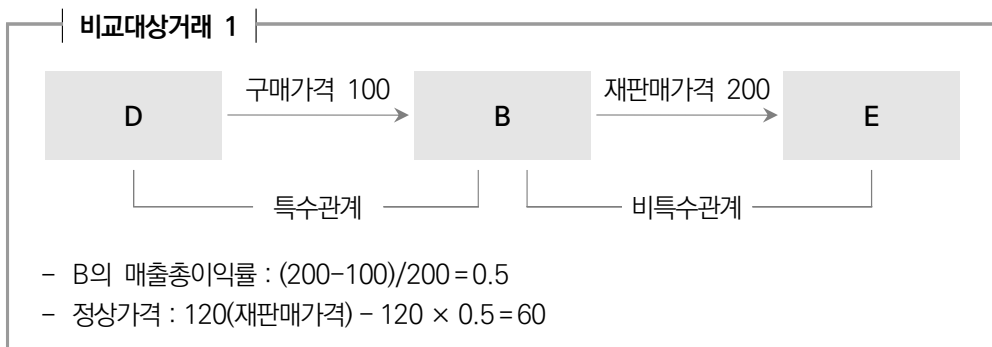 비교대상거래 1
구매가격 100
재판매가격 200
D
B
E
특수관계
비특수관계
- B의 매출총이익률 : (200-100)/200=0.5
- 정상가격 : 120(재판매가격) - 120 × 0.5=60